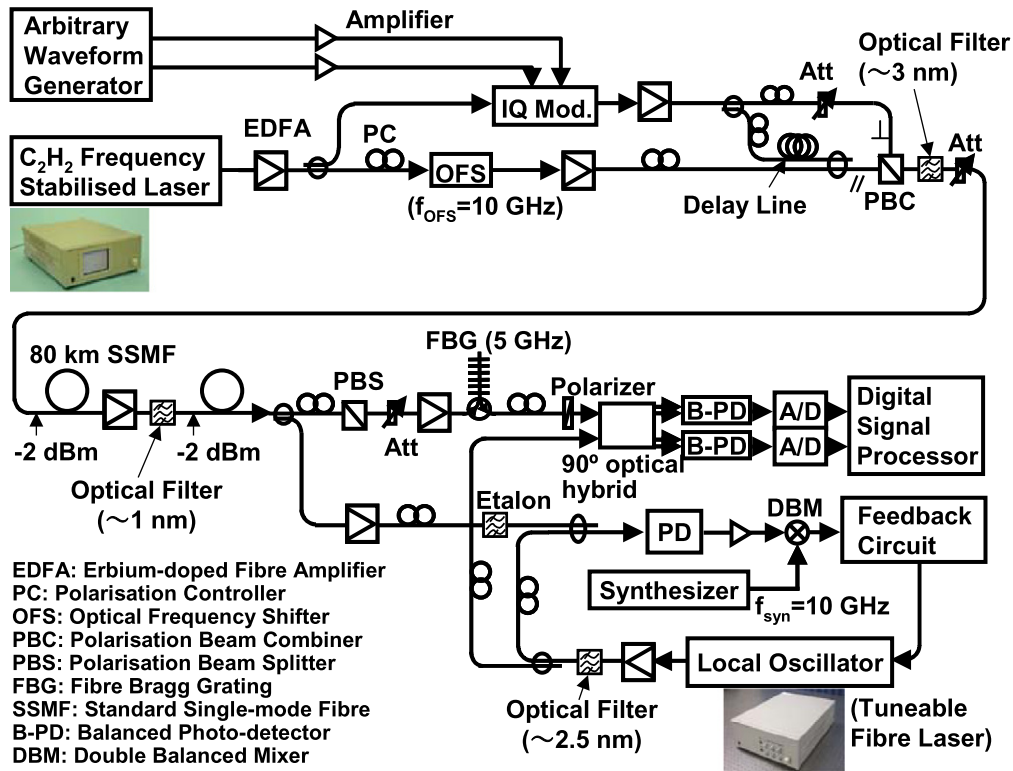 Arbitrary
Waveform
Generator
Amplifier
Optical Filter
(~3 nm)
Att
IQ Mod.
EDFA
PC
C2H2 Frequency
Stabilised Laser
OFS
(fOFS=10 GHz)
Delay Line
⊥
//
PBC
Att
80 km SSMF
-2 dBm
-2 dBm
Optical Filter
(~1 nm)
PBS
Att
FBG (5 GHz)
Polarizer
90º optical
hybrid
B-PD
A/D
B-PD
A/D
Digital
Signal
Processor
Etalon
PD
DBM
Feedback
Circuit
Synthesizer
fsyn=10 GHz
Local Oscillator
Optical Filter
(~2.5 nm)
(Tuneable
Fibre Laser)
EDFA: Erbium-doped Fibre Amplifier
PC: Polarisation Controller
OFS: Optical Frequency Shifter
PBC: Polarisation Beam Combiner
PBS: Polarisation Beam Splitter
FBG: Fibre Bragg Grating
SSMF: Standard Single-mode Fibre
B-PD: Balanced Photo-detector
DBM: Double Balanced Mixer